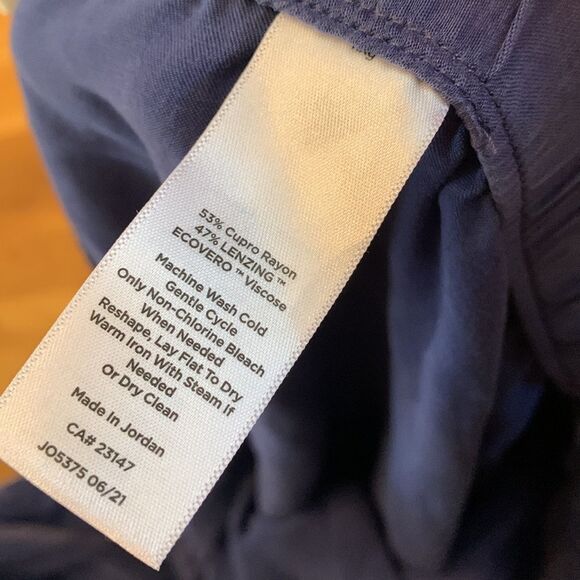 53% Cupro Rayon
47% LENZING™
ECOVERO™ Viscose
Machine Wash Cold
Gentle Cycle
Only Non-Chlorine Bleach
When Needed
Reshape, Lay Flat To Dry
Warm Iron With Steam If
Needed
Or Dry Clean
Made In Jordan
CA# 23147
JO5375 06/21